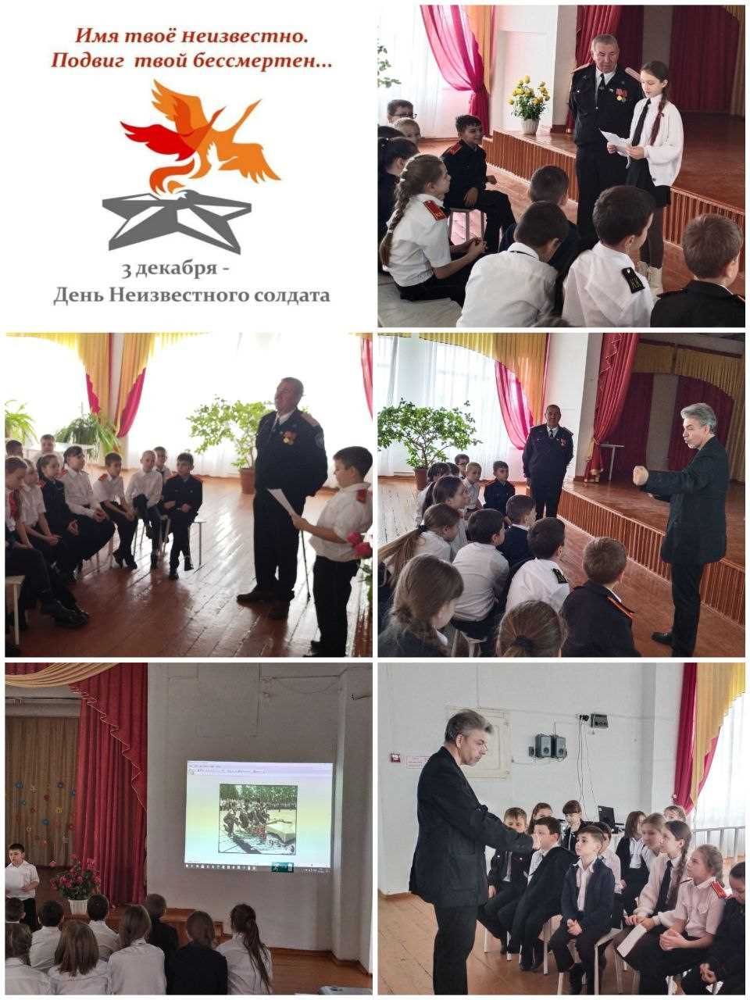 Имя твоё неизвестно.
Подвиг твой бессмертен...
3 декабря -
День Неизвестного солдата